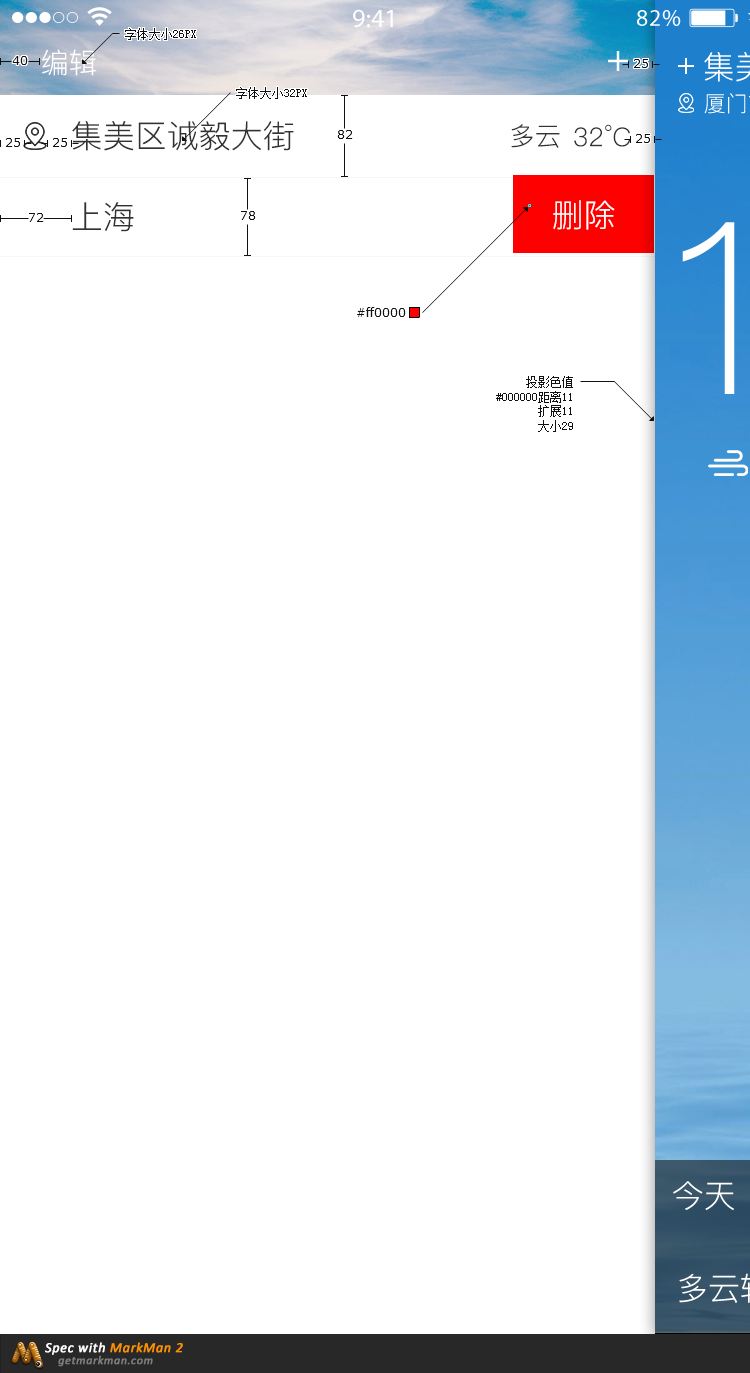 9:41
82%
字体大小26PX
40
编辑
+
25
+ 集美
字体大小32PX
厦门
25
25
集美区诚毅大街
82
多云 32℃
25
72
上海
78
删除
#ff0000
1
投影色值
#000000距离11
扩展11
大小29
今天
多云转
Spec with MarkMan 2
getmarkman.com